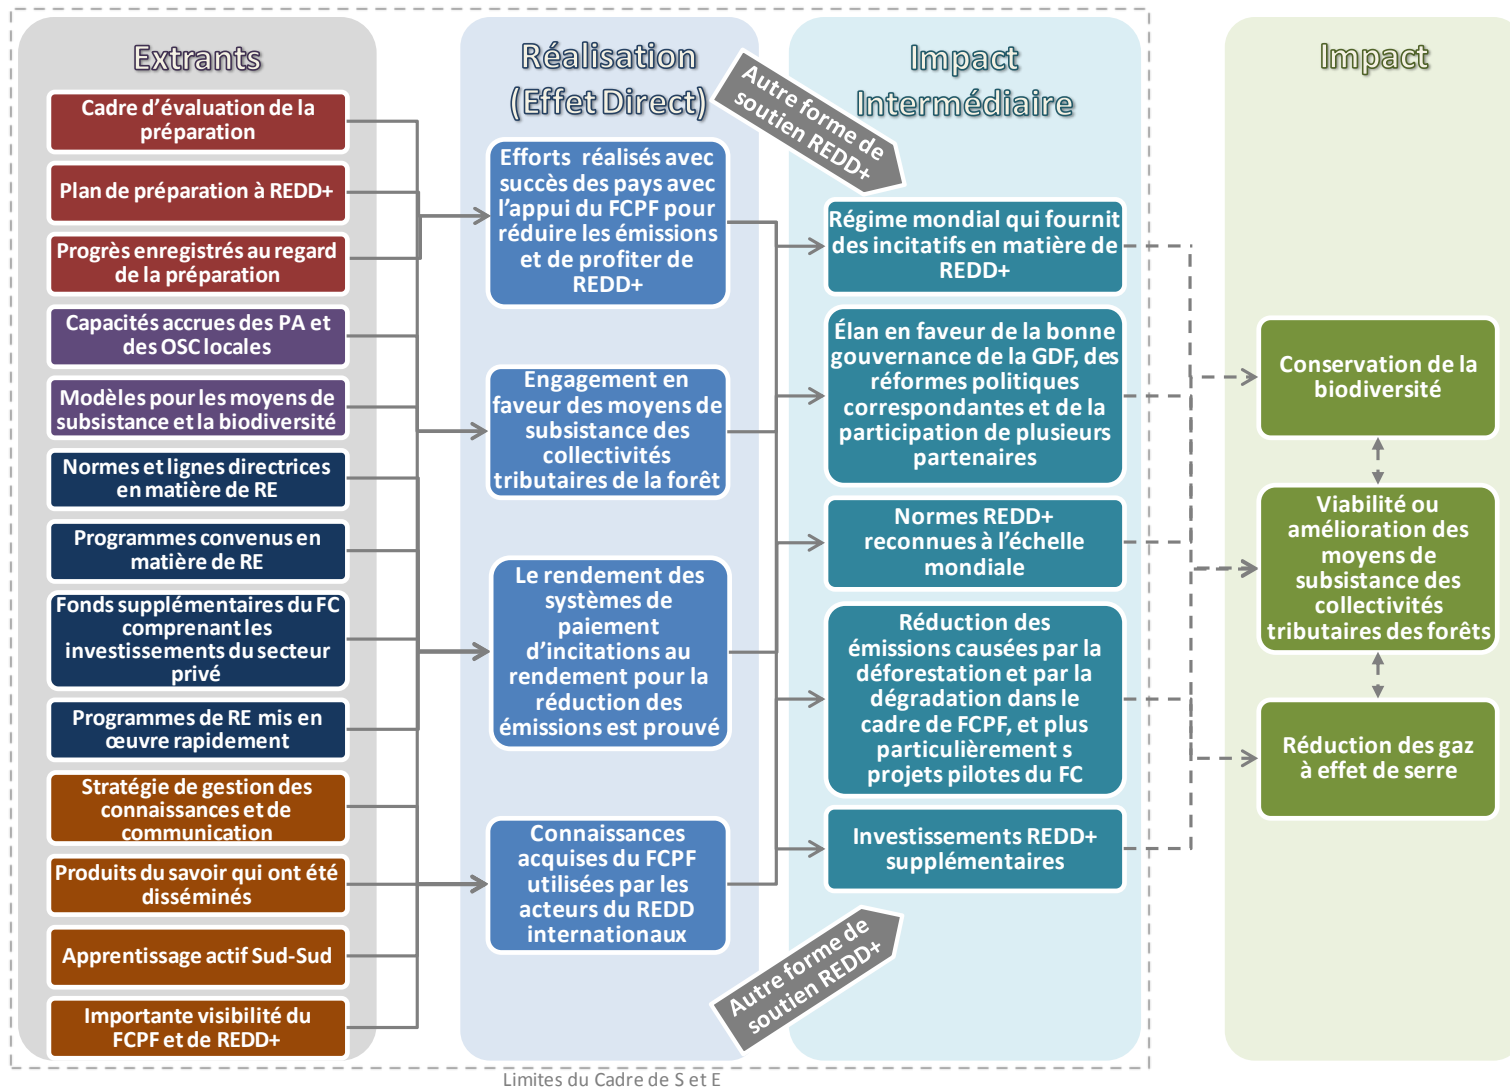 Extrants
Cadre d'évaluation de la
préparation
Plan de préparation à REDD+
Progrès enregistrés au regard
de la préparation
Capacités accrues des PA et
des OSC locales
Modèles pour les moyens de
subsistance et la biodiversité
Normes et lignes directrices
en matière de RE
Programmes convenus en
matière de RE
Fonds supplémentaires du FC
comprenant les
investissements du secteur
privé
Programmes de RE mis en
œuvre rapidement
Stratégie de gestion des
connaissances et de
communication
Produits du savoir qui ont été
disséminés
Apprentissage actif Sud-Sud
Importante visibilité du
FCPF et de REDD+
Réalisation
(Effet Direct)
Efforts réalisés avec
succès des pays avec
l'appui du FCPF pour
réduire les émissions
et de profiter de
REDD+
Engagement en
faveur des moyens de
subsistance des
collectivités
tributaires de la forêt
Le rendement des
systèmes de
paiement
d'incitations au
rendement pour la
réduction des
émissions est prouvé
Connaissances
acquises du FCPF
utilisées par les
acteurs du REDD
internationaux
Autre forme de
soutien REDD+
Impact
Intermédiaire
Régime mondial qui fournit
des incitatifs en matière de
REDD+
Élan en faveur de la bonne
gouvernance de la GDF, des
réformes politiques
correspondantes et de la
participation de plusieurs
partenaires
Normes REDD+
reconnues à l'échelle
mondiale
Réduction des
émissions causées par la
déforestation et par la
dégradation dans le
cadre de FCPF, et plus
particulièrement s
projets pilotes du FC
Investissements REDD+
supplémentaires
Autre forme de
soutien REDD+
Impact
Conservation de la
biodiversité
Viabilité ou
amélioration des
moyens de
subsistance des
collectivités
tributaires des forêts
Réduction des gaz
à effet de serre
Limites du Cadre de S et E